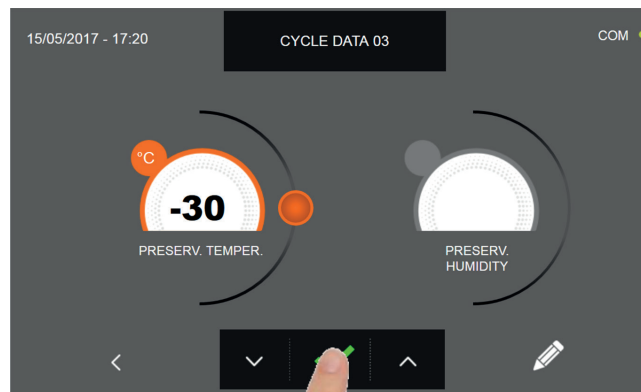 15/05/2017 - 17:20
CYCLE DATA 03
COM
°C
-30
PRESERV. TEMPER.
PRESERV.
HUMIDITY